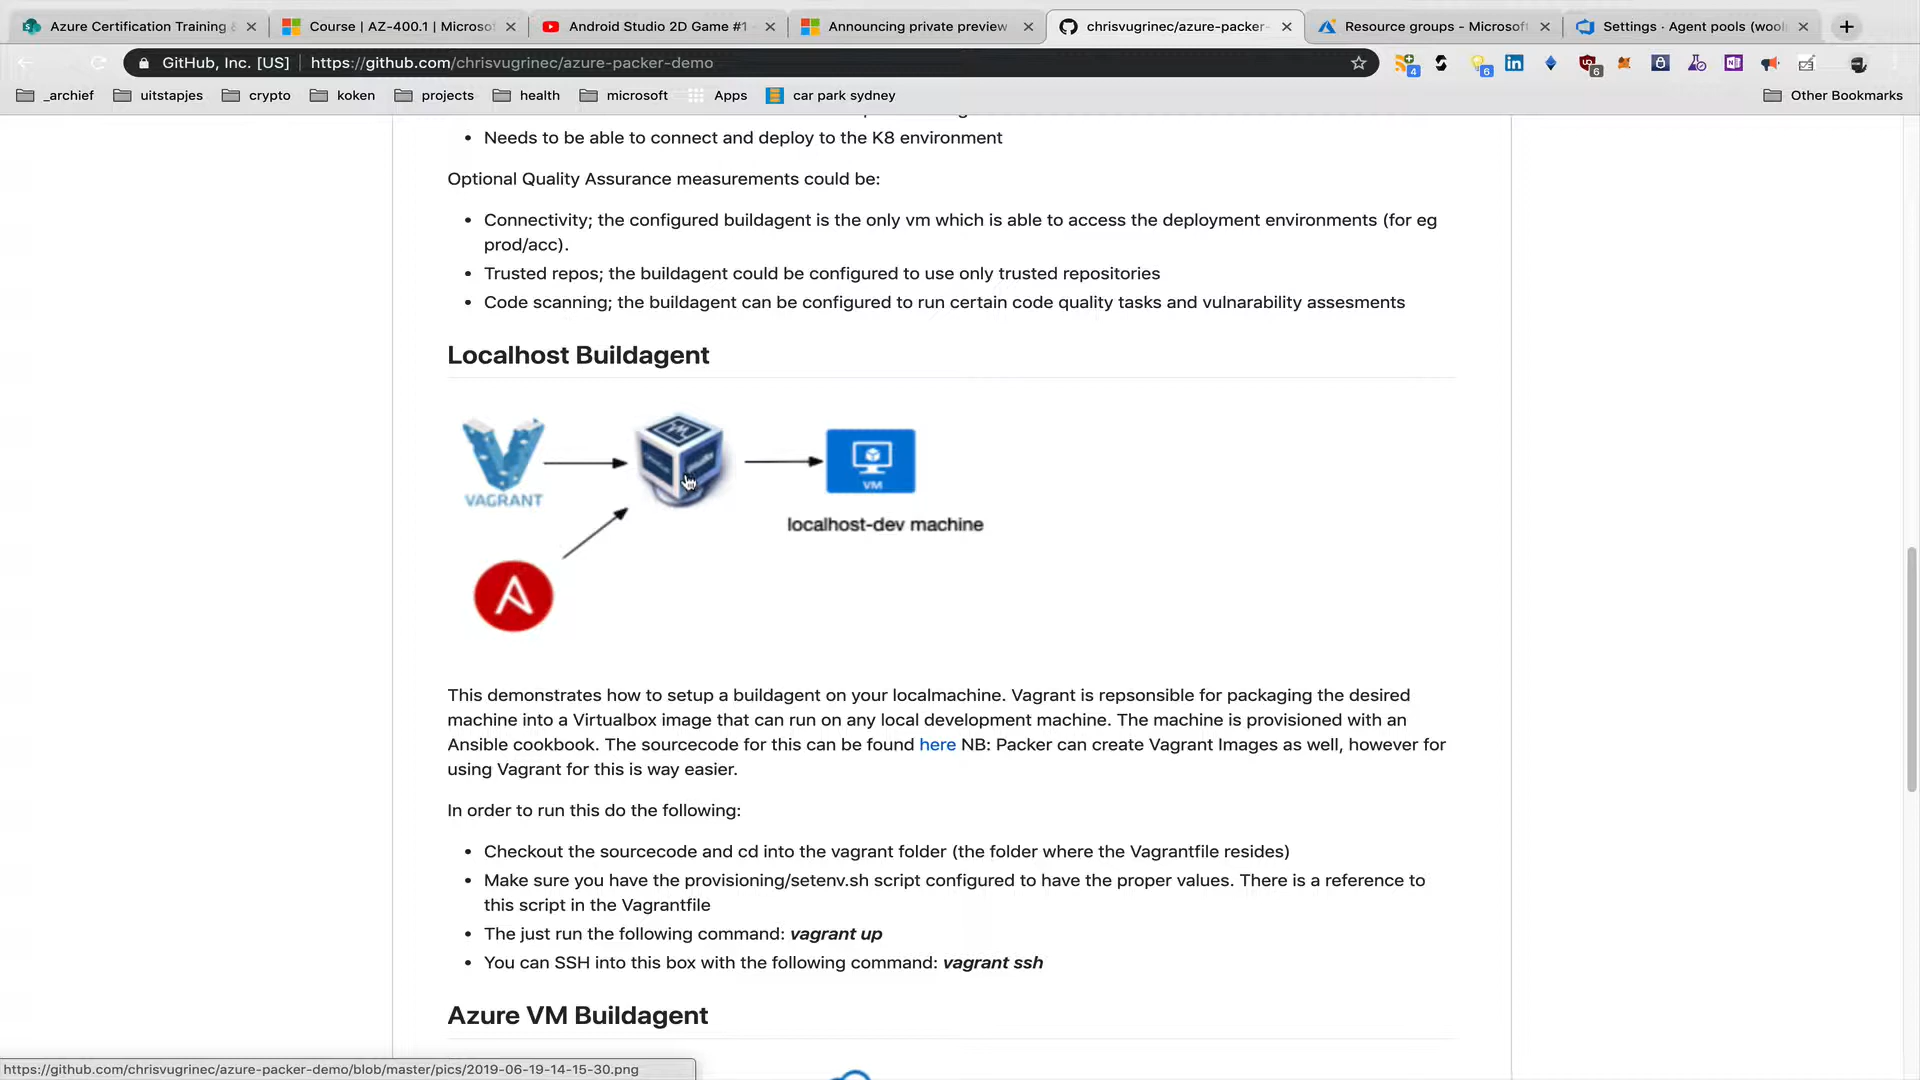 Azure Certification Training &
Course | AZ-400.1 | Microsof
Android Studio 2D Game #1 -
Announcing private preview
chrisvugrinec/azure-packer-
Resource groups - Microsoft
Settings · Agent pools (wool
GitHub, Inc. [US] https://github.com/chrisvugrinec/azure-packer-demo
4
6
6
_archief
uitstapjes
crypto
koken
projects
health
microsoft
Apps
car park sydney
Other Bookmarks
• Needs to be able to connect and deploy to the K8 environment
Optional Quality Assurance measurements could be:
• Connectivity; the configured buildagent is the only vm which is able to access the deployment environments (for eg
prod/acc).
• Trusted repos; the buildagent could be configured to use only trusted repositories
• Code scanning; the buildagent can be configured to run certain code quality tasks and vulnarability assesments
Localhost Buildagent
VAGRANT
VM
localhost-dev machine
This demonstrates how to setup a buildagent on your localmachine. Vagrant is repsonsible for packaging the desired
machine into a Virtualbox image that can run on any local development machine. The machine is provisioned with an
Ansible cookbook. The sourcecode for this can be found here NB: Packer can create Vagrant Images as well, however for
using Vagrant for this is way easier.
In order to run this do the following:
• Checkout the sourcecode and cd into the vagrant folder (the folder where the Vagrantfile resides)
• Make sure you have the provisioning/setenv.sh script configured to have the proper values. There is a reference to
this script in the Vagrantfile
• The just run the following command: vagrant up
• You can SSH into this box with the following command: vagrant ssh
Azure VM Buildagent
https://github.com/chrisvugrinec/azure-packer-demo/blob/master/pics/2019-06-19-14-15-30.png